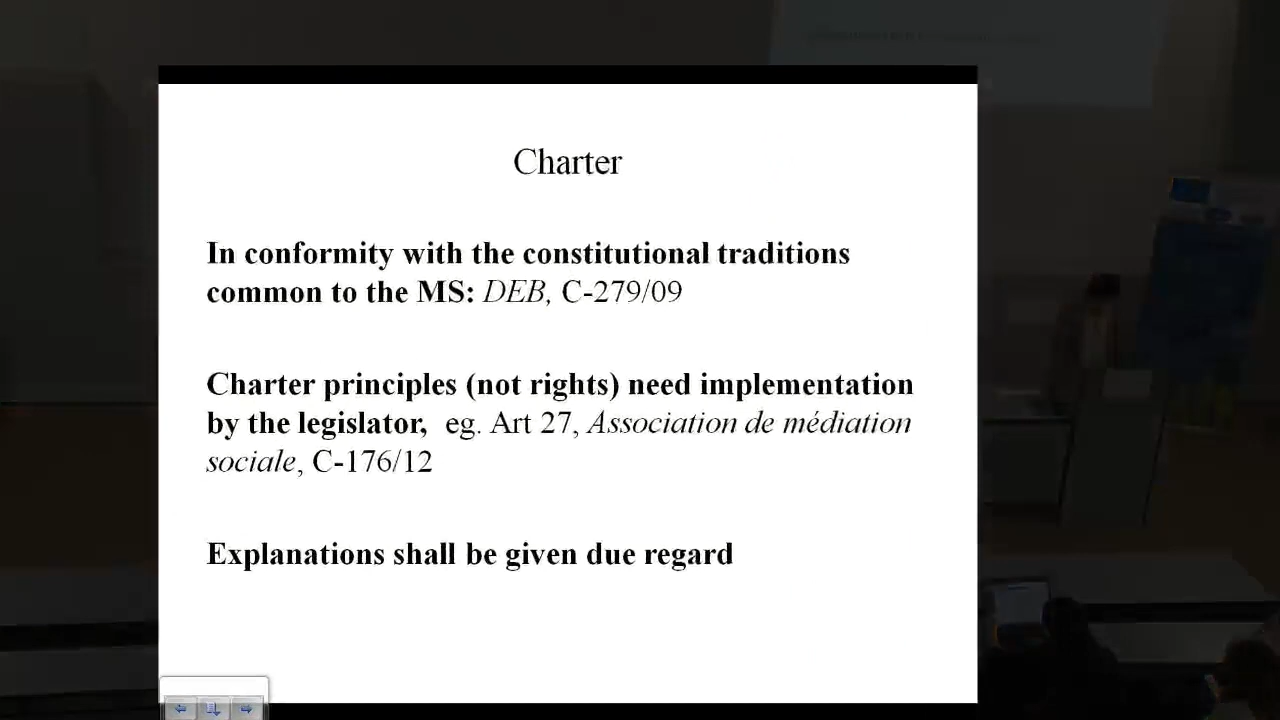 Charter
In conformity with the constitutional traditions
common to the MS: DEB, C-279/09
Charter principles (not rights) need implementation
by the legislator, eg. Art 27, Association de médiation
sociale, C-176/12
Explanations shall be given due regard